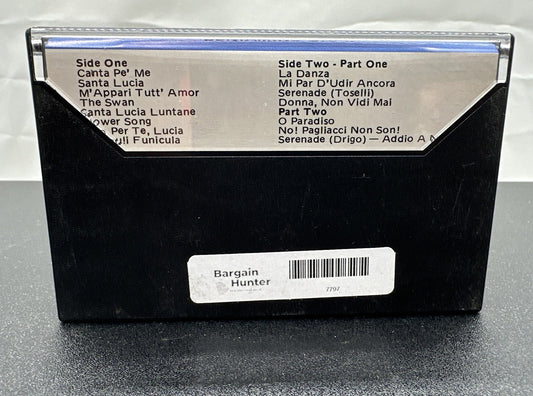 Side One
Canta Pe' Me
Santa Lucia
M'Appari Tutt' Amor
The Swan
Canta Lucia Luntane
ower Song
Per Te, Lucia
uli Funicula
Side Two - Part One
La Danza
Mi Par D'Udir Ancora
Serenade (Toselli)
Donna, Non Vidi Mai
Part Two
O Paradiso
No! Pagliacci Non Son!
Serenade (Drigo) — Addio A N
Bargain
Hunter
7797